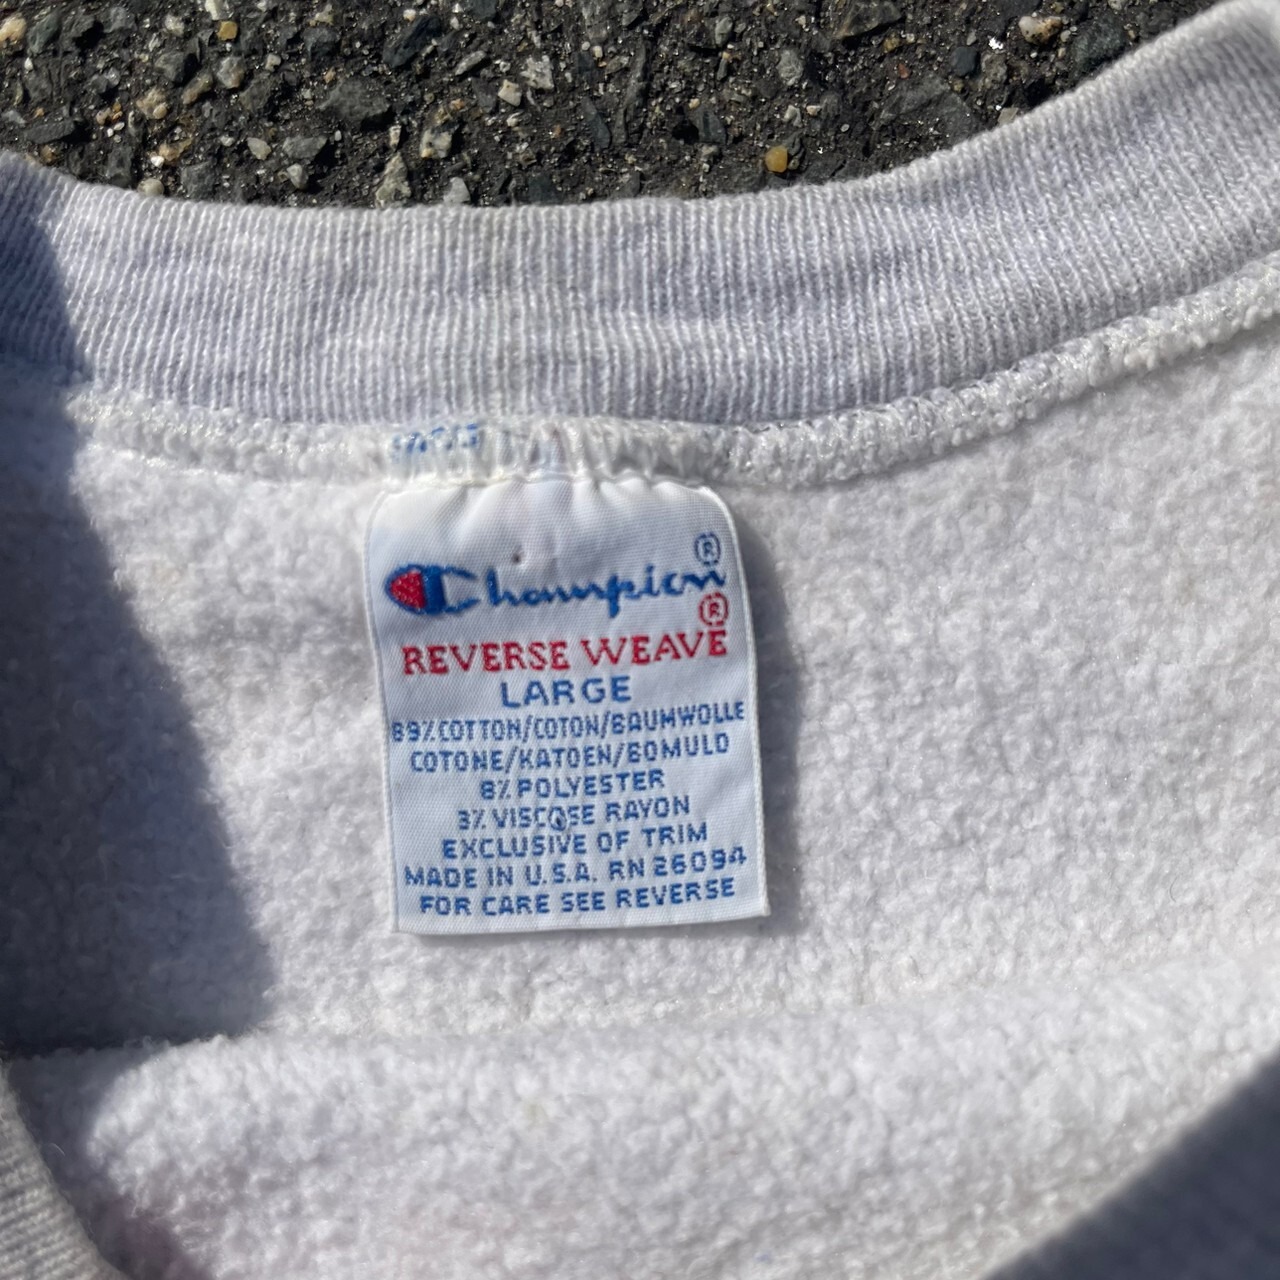 ®
Champion
®
REVERSE WEAVE
LARGE
89% COTTON/COTON/BAUMWOLLE
COTONE/KATOEN/BOMULD
8% POLYESTER
3% VISCOSE RAYON
EXCLUSIVE OF TRIM
MADE IN U.S.A. RN 26094
FOR CARE SEE REVERSE